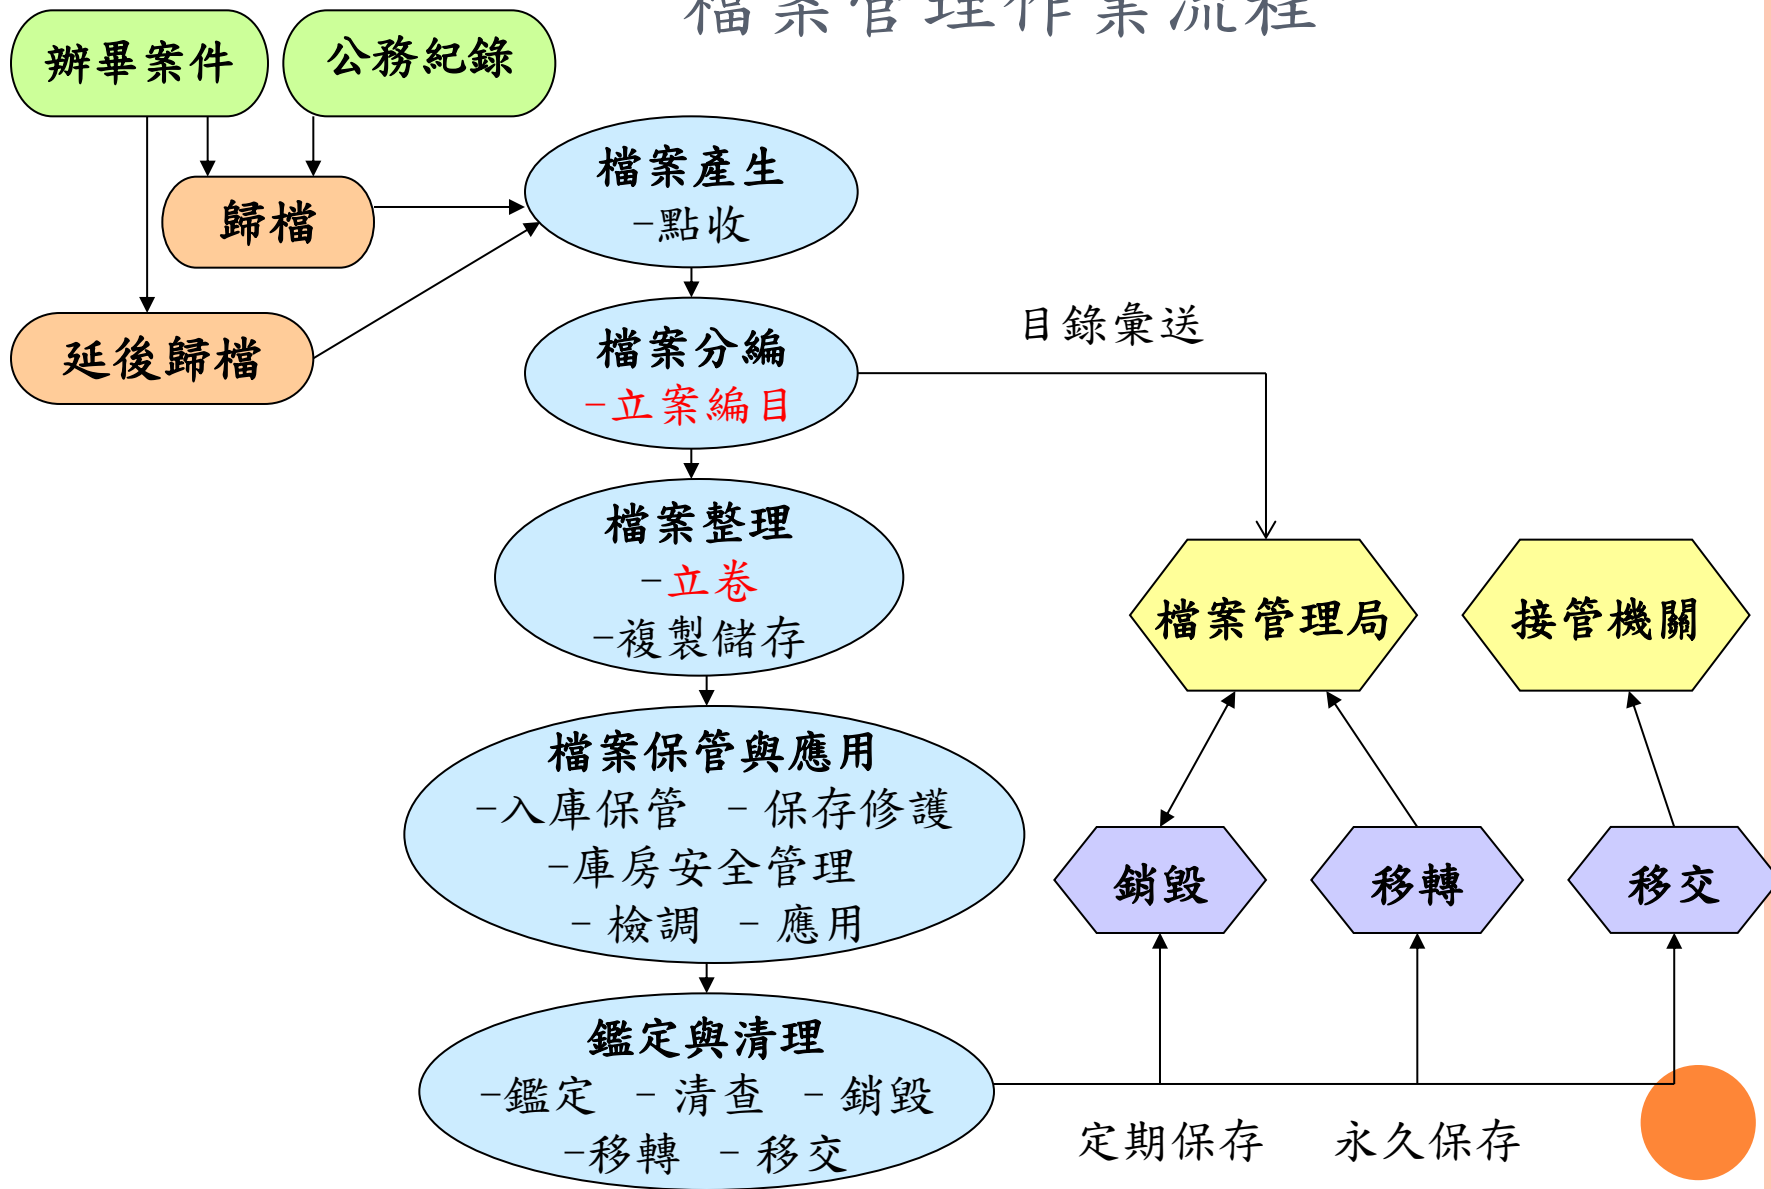 檔案管理作業流程
辦畢案件
公務紀錄
歸檔
延後歸檔
檔案產生
-點收
檔案分編
-立案編目
目錄彙送
檔案整理
-立卷
-複製儲存
檔案管理局
接管機關
檔案保管與應用
-入庫保管 - 保存修護
-庫房安全管理
- 檢調 - 應用
銷毀
移轉
移交
鑑定與清理
-鑑定 - 清查 - 銷毀
-移轉 - 移交
定期保存
永久保存